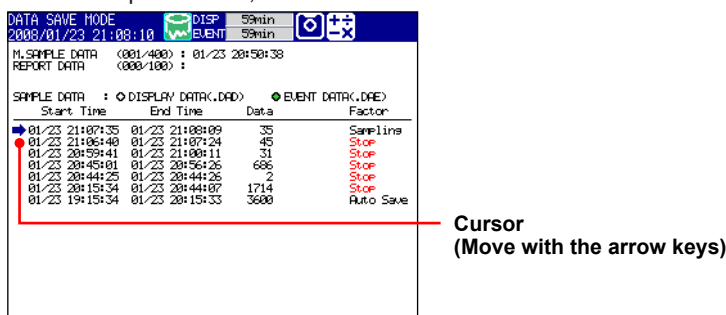 DATA SAVE MODE DISP 59min
2008/01/23 21:08:10 EVENT 59min
M.SAMPLE DATA (001/400) : 01/23 20:50:38
REPORT DATA (000/100) :
SAMPLE DATA : DISPLAY DATA(.DAD) EVENT DATA(.DAE)
Start Time End Time Data Factor
01/23 21:07:35 01/23 21:08:09 35 Sampling
01/23 21:06:40 01/23 21:07:24 45 Stop
01/23 20:59:41 01/23 21:00:11 31 Stop
01/23 20:45:01 01/23 20:56:26 686 Stop
01/23 20:44:25 01/23 20:44:26 2 Stop
01/23 20:15:34 01/23 20:44:07 1714 Stop
01/23 19:15:34 01/23 20:15:33 3600 Auto Save
Cursor
(Move with the arrow keys)